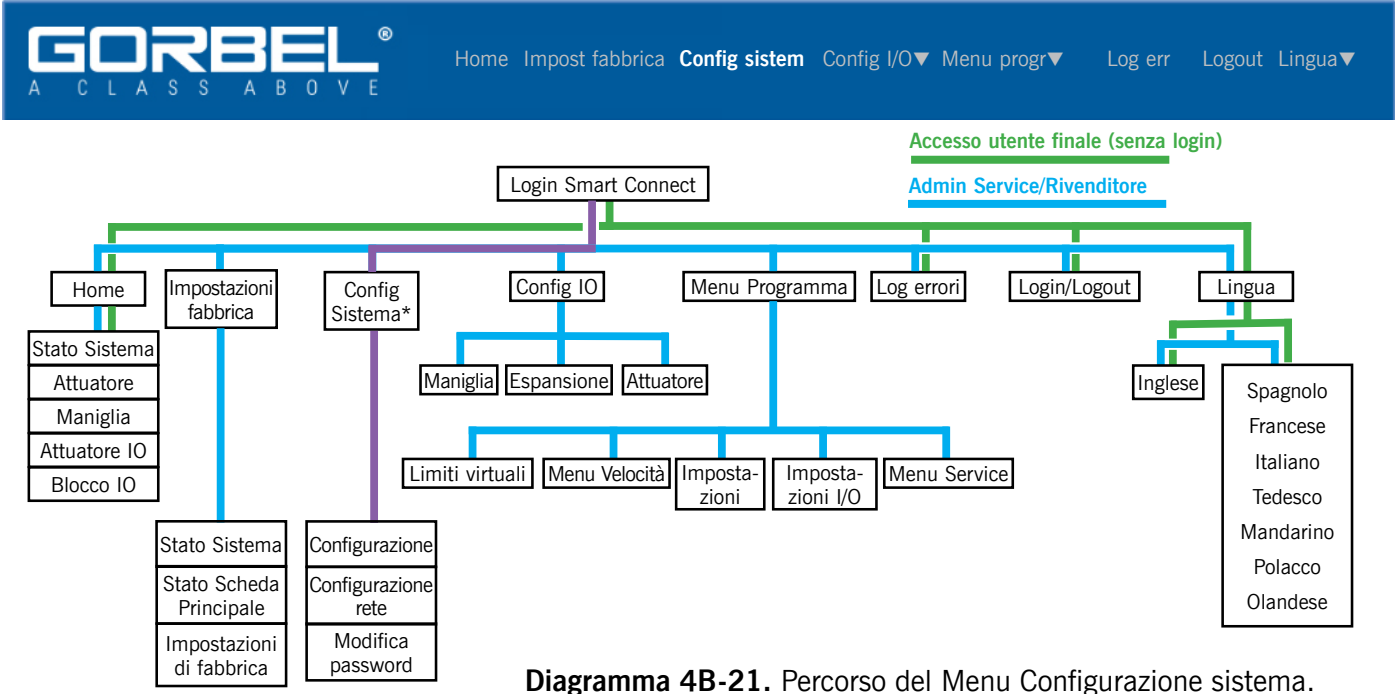 GORBEL®
A CLASS ABOVE
Home Impost fabbrica Config sistem Config I/O▼ Menu progr▼ Log err Logout Lingua▼
Accesso utente finale (senza login)
Admin Service/Rivenditore
Login Smart Connect
Home
Impostazioni
fabbrica
Config
Sistema*
Config IO
Menu Programma
Log errori
Login/Logout
Lingua
Stato Sistema
Attuatore
Maniglia
Attuatore IO
Blocco IO
Maniglia
Espansione
Attuatore
Inglese
Spagnolo
Francese
Italiano
Tedesco
Mandarino
Polacco
Olandese
Limiti virtuali
Menu Velocità
Imposta-
zioni
Imposta-
zioni I/O
Menu Service
Stato Sistema
Stato Scheda
Principale
Impostazioni
di fabbrica
Configurazione
Configurazione
rete
Modifica
password
Diagramma 4B-21. Percorso del Menu Configurazione sistema.